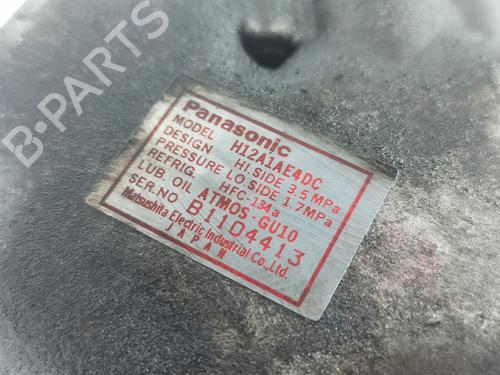 Panasonic
MODEL H12A1AE4DC
DESIGN HI.SIDE 3.5MPa
PRESSURE LO.SIDE 1.7MPa
REFRIG. HFC-134a
LUB. OIL ATMOS-GU10
SER.NO B1104413
Matsushita Electric Industrial Co.,Ltd.
JAPAN
B-PARTS